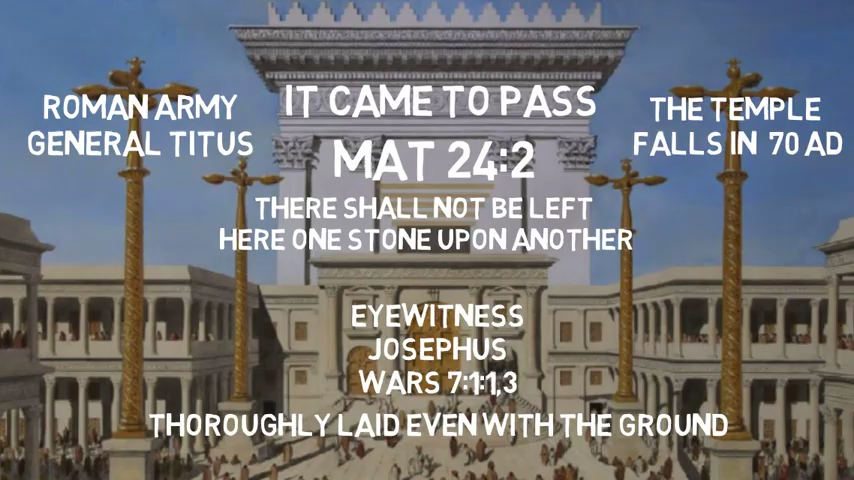 ROMAN ARMY
GENERAL TITUS
IT CAME TO PASS
MAT 24:2
THERE SHALL NOT BE LEFT
HERE ONE STONE UPON ANOTHER
THE TEMPLE
FALLS IN 70 AD
EYEWITNESS
JOSEPHUS
WARS 7:1:1,3
THOROUGHLY LAID EVEN WITH THE GROUND